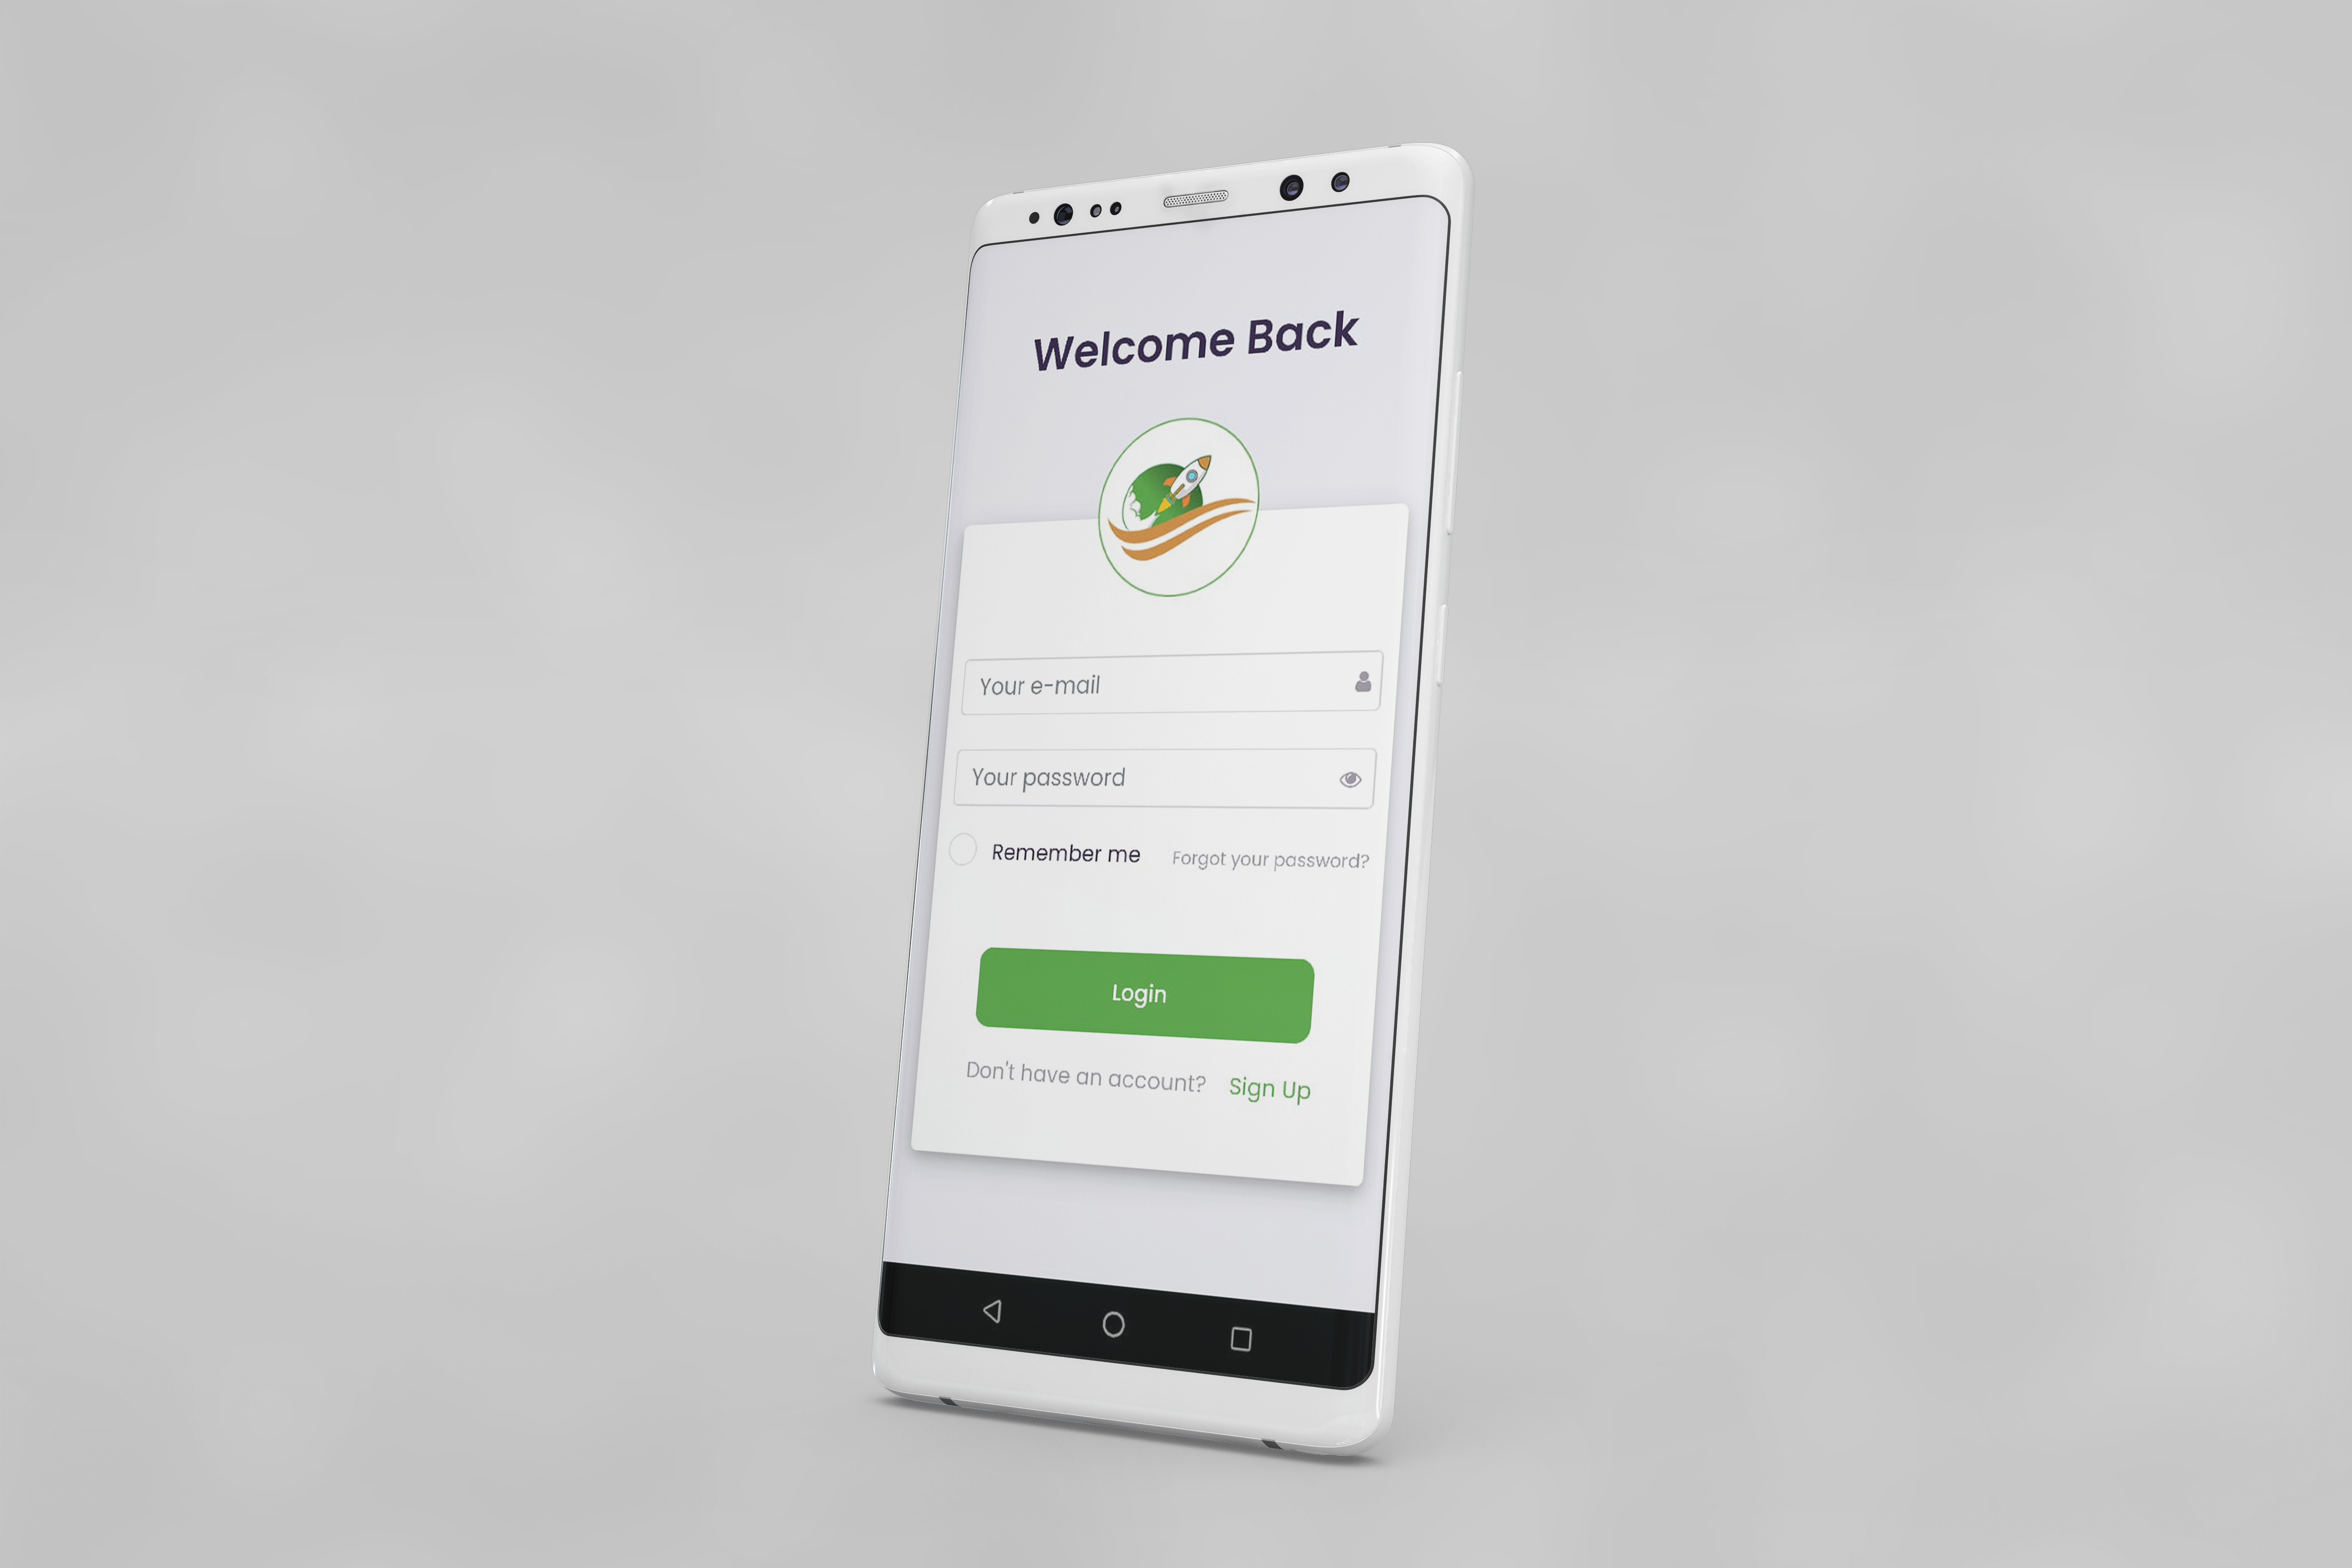 Welcome Back
Your e-mail
Your password
Remember me Forgot your password?
Login
Don't have an account? Sign Up